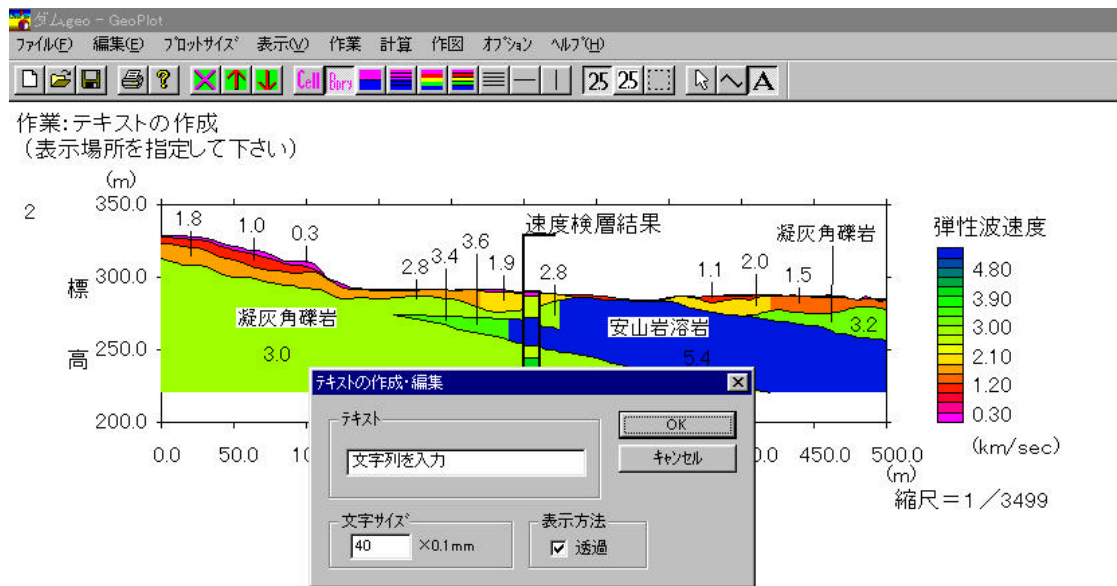 ダム.geo - GeoPlot
ファイル(F) 編集(E) プロットサイズ 表示(V) 作業 計算 作図 オプション ヘルプ(H)
Cell Bnry 25 25 A
作業:テキストの作成
(表示場所を指定して下さい)
(m)
2
350.0
1.8 1.0 0.3
速度検層結果
凝灰角礫岩
弾性波速度
2.8 3.4 3.6 1.9 2.8 1.1 2.0 1.5
標 300.0
4.80
3.90
凝灰角礫岩
安山岩溶岩
3.2
3.00
高 250.0
3.0
5.4
2.10
テキストの作成・編集
1.20
200.0
テキスト
OK
0.30
文字列を入力
キャンセル
0.0 50.0 10 0.0 450.0 500.0
(km/sec)
(m)
縮尺=1/3499
文字サイズ
表示方法
40 ×0.1mm
透過